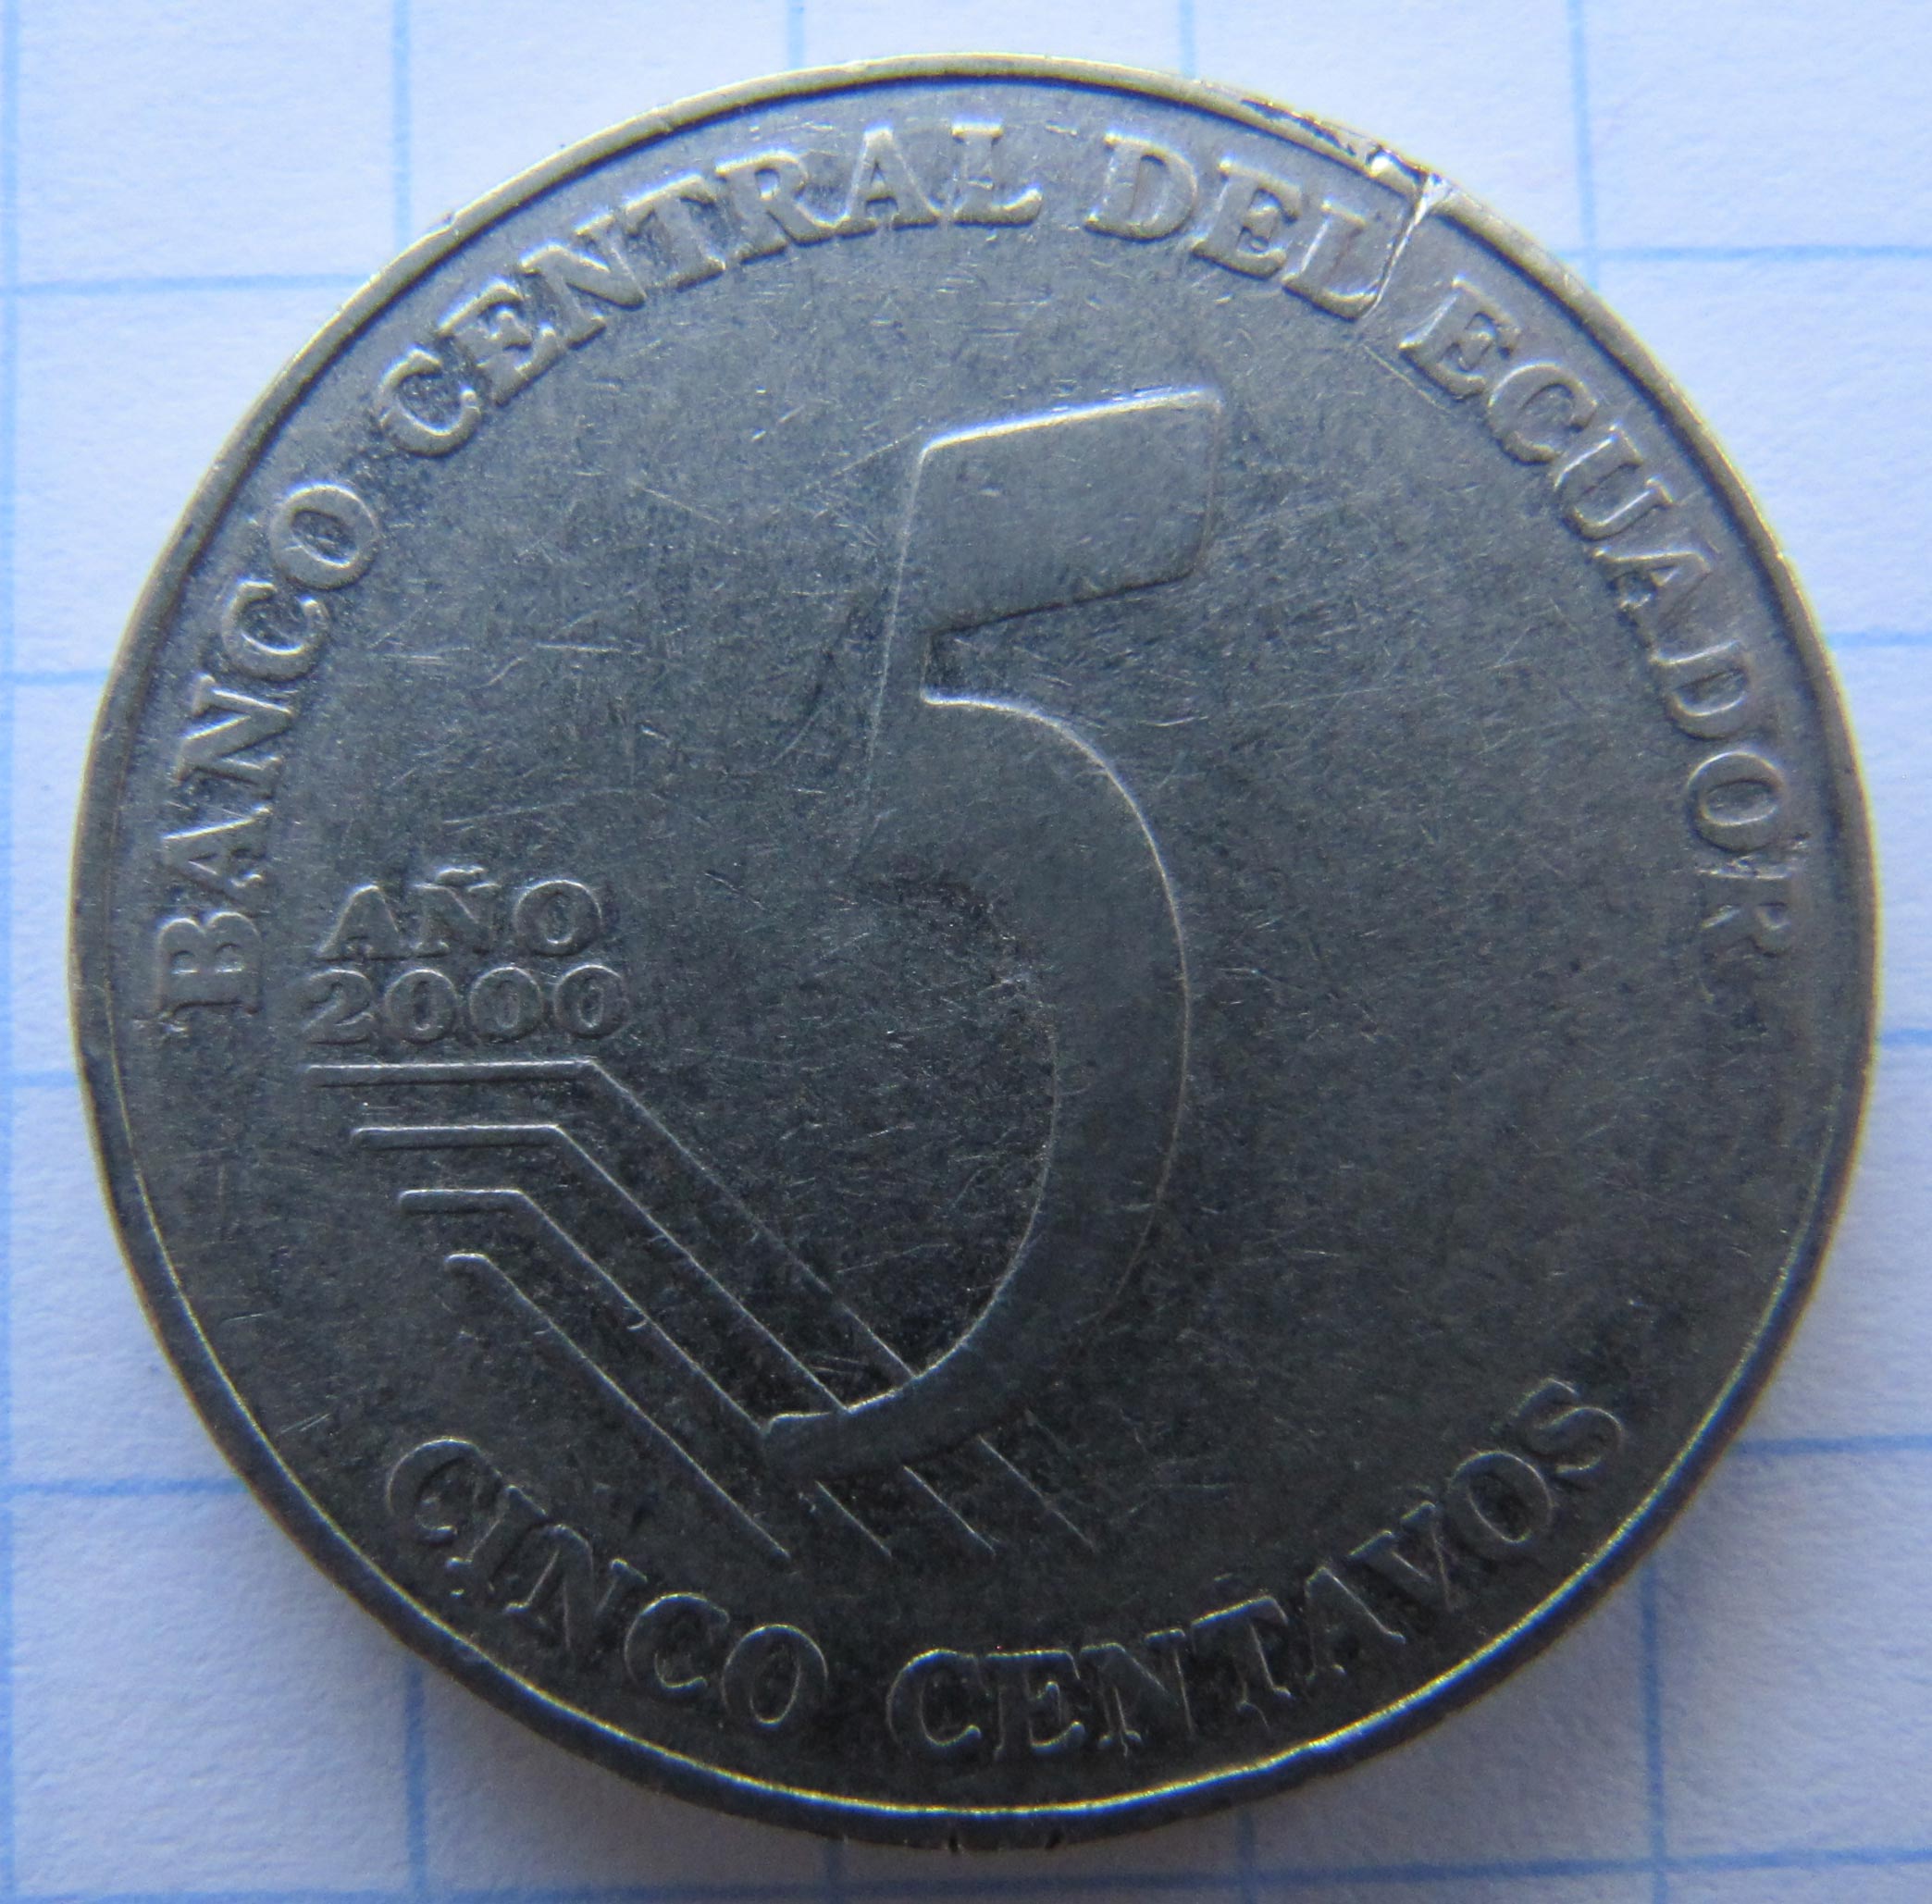 BANCO CENTRAL DEL ECUADOR
5
AÑO
2000
CINCO CENTAVOS